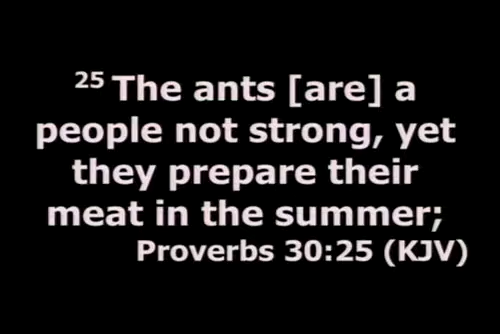 25 The ants [are] a
people not strong, yet
they prepare their
meat in the summer;
Proverbs 30:25 (KJV)